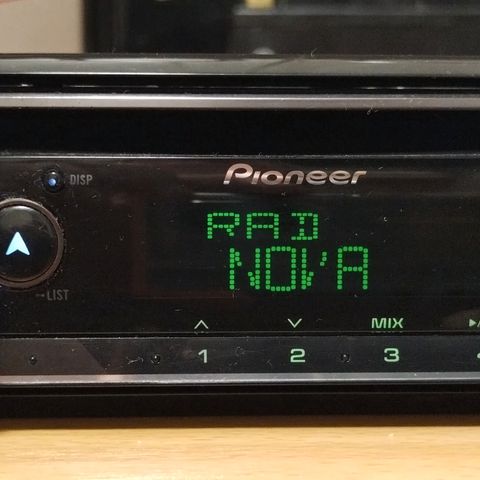 Pioneer
DISP
RAD
NOVA
LIST
MIX
1 2 3